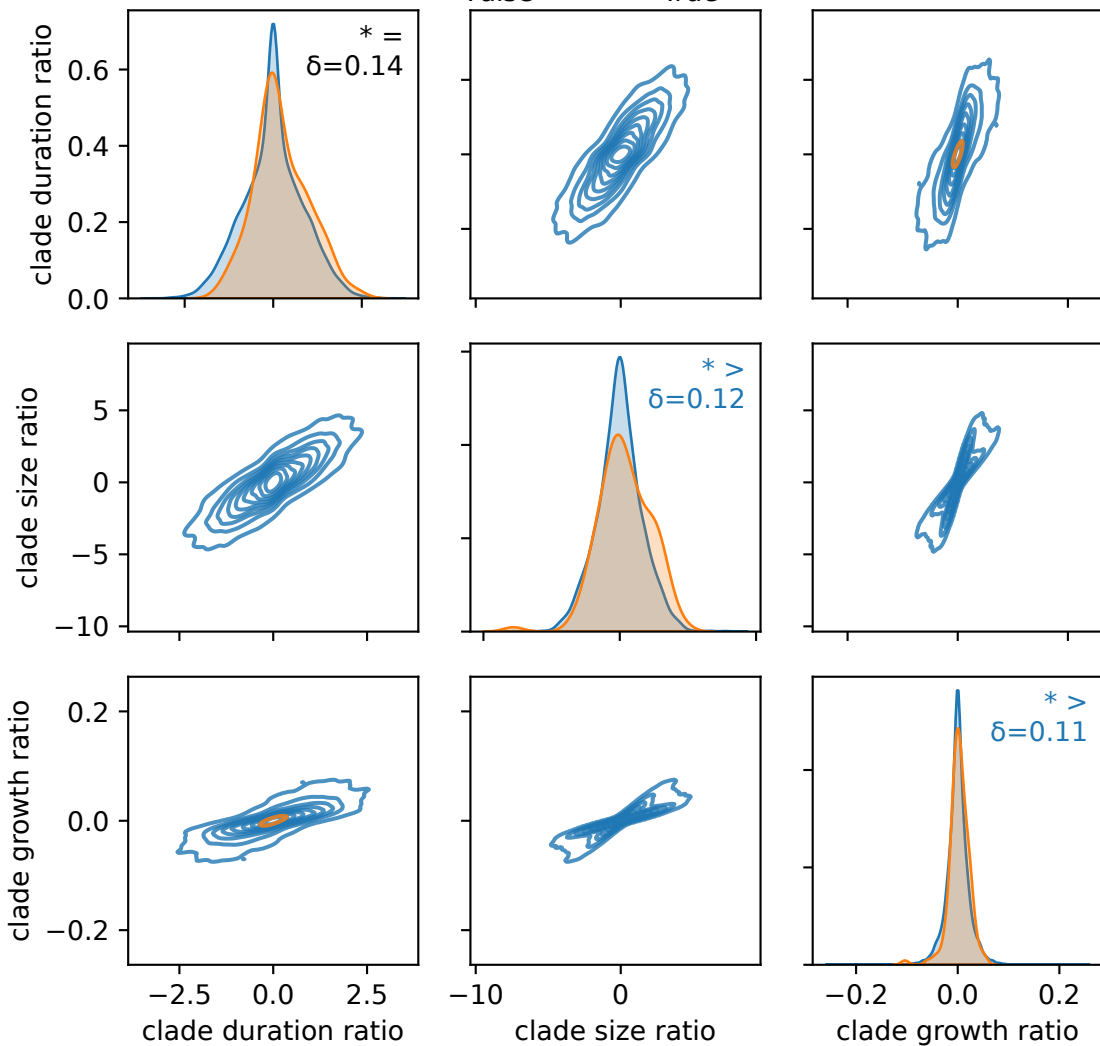 * =
δ=0.14
clade duration ratio
0.6
0.4
0.2
0.0
* >
δ=0.12
clade size ratio
5
0
−5
−10
* >
δ=0.11
clade growth ratio
0.2
0.0
−0.2
−2.5 0.0 2.5
−10 0
−0.2 0.0 0.2
clade duration ratio
clade size ratio
clade growth ratio